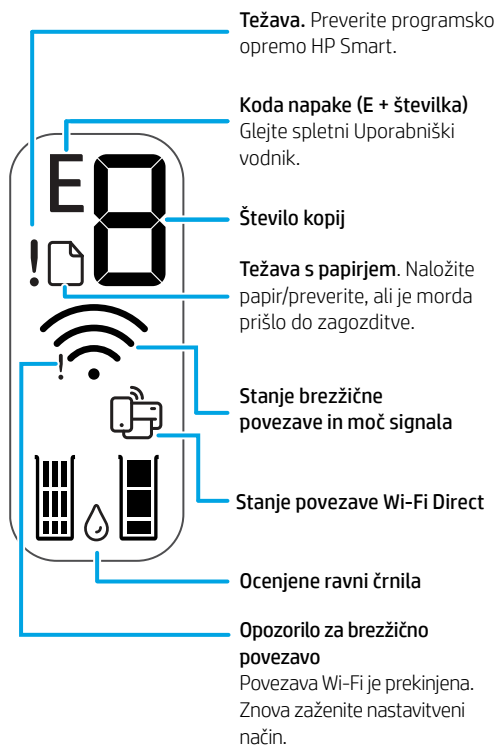 Težava. Preverite programsko
opremo HP Smart.
Koda napake (E + številka)
Glejte spletni Uporabniški
vodnik.
E8
Število kopij
!
Težava s papirjem. Naložite
papir/preverite, ali je morda
prišlo do zagozditve.
!
Stanje brezžične
povezave in moč signala
Stanje povezave Wi-Fi Direct
Ocenjene ravni črnila
Opozorilo za brezžično
povezavo
Povezava Wi-Fi je prekinjena.
Znova zaženite nastavitveni
način.